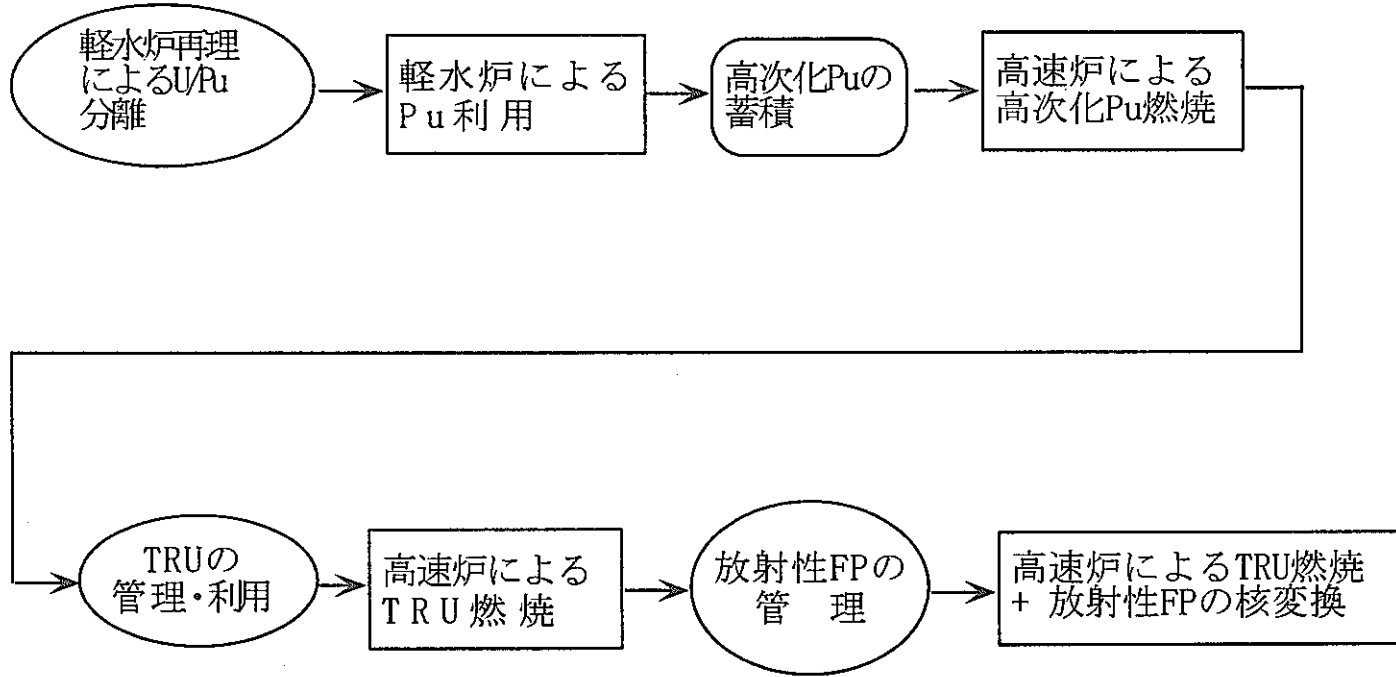 軽水炉再理
によるU/Pu
分離
軽水炉による
Pu利用
高次化Puの
蓄積
高速炉による
高次化Pu燃焼
TRUの
管理・利用
高速炉による
TRU燃焼
放射性FPの
管 理
高速炉によるTRU燃焼
+ 放射性FPの核変換